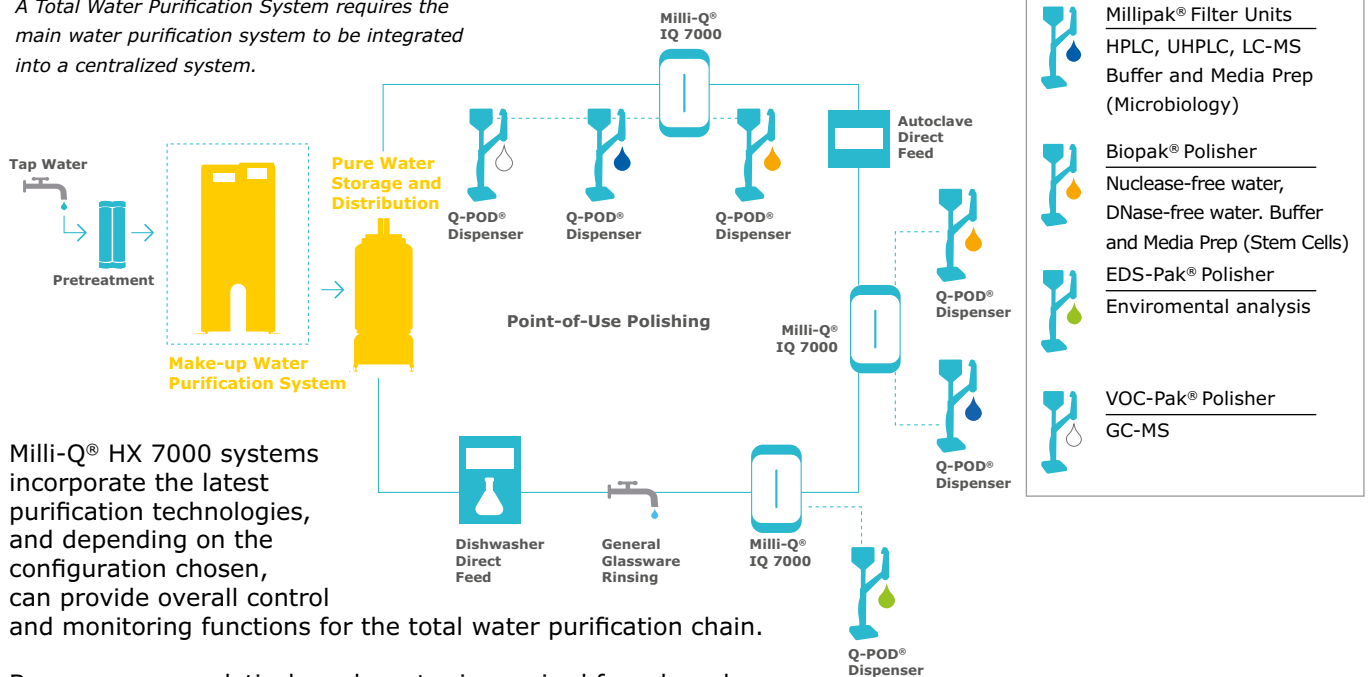 A Total Water Purification System requires the
main water purification system to be integrated
into a centralized system.
Tap Water
Pretreatment
Make-up Water
Purification System
Pure Water
Storage and
Distribution
Milli-Q®
IQ 7000
Q-POD®
Dispenser
Q-POD®
Dispenser
Q-POD®
Dispenser
Autoclave
Direct
Feed
Point-of-Use Polishing
Milli-Q®
IQ 7000
Q-POD®
Dispenser
Q-POD®
Dispenser
Dishwasher
Direct
Feed
General
Glassware
Rinsing
Milli-Q®
IQ 7000
Q-POD®
Dispenser
Millipak® Filter Units
HPLC, UHPLC, LC-MS
Buffer and Media Prep
(Microbiology)
Biopak® Polisher
Nuclease-free water,
DNase-free water. Buffer
and Media Prep (Stem Cells)
EDS-Pak® Polisher
Enviromental analysis
VOC-Pak® Polisher
GC-MS
Milli-Q® HX 7000 systems
incorporate the latest
purification technologies,
and depending on the
configuration chosen,
can provide overall control
and monitoring functions for the total water purification chain.